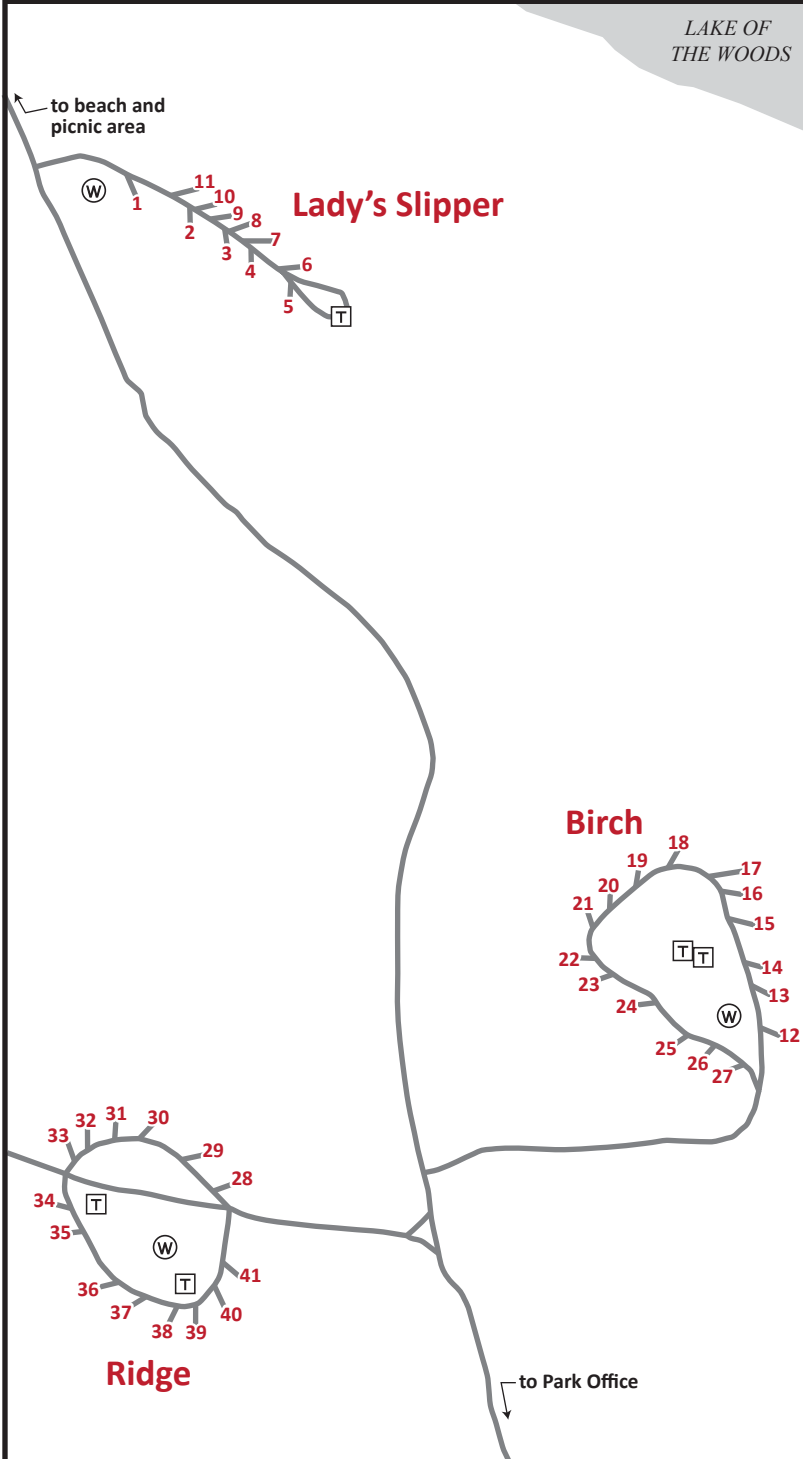 LAKE OF
THE WOODS
to beach and
picnic area
W
1
11
10
2
9
8
3
7
4
6
5
T
Lady's Slipper
Birch
18
19
17
20
16
21
15
T
T
22
14
23
13
24
W
12
25
26
27
30
31
32
33
29
28
34
T
35
W
41
36
T
37
40
38
39
Ridge
to Park Office